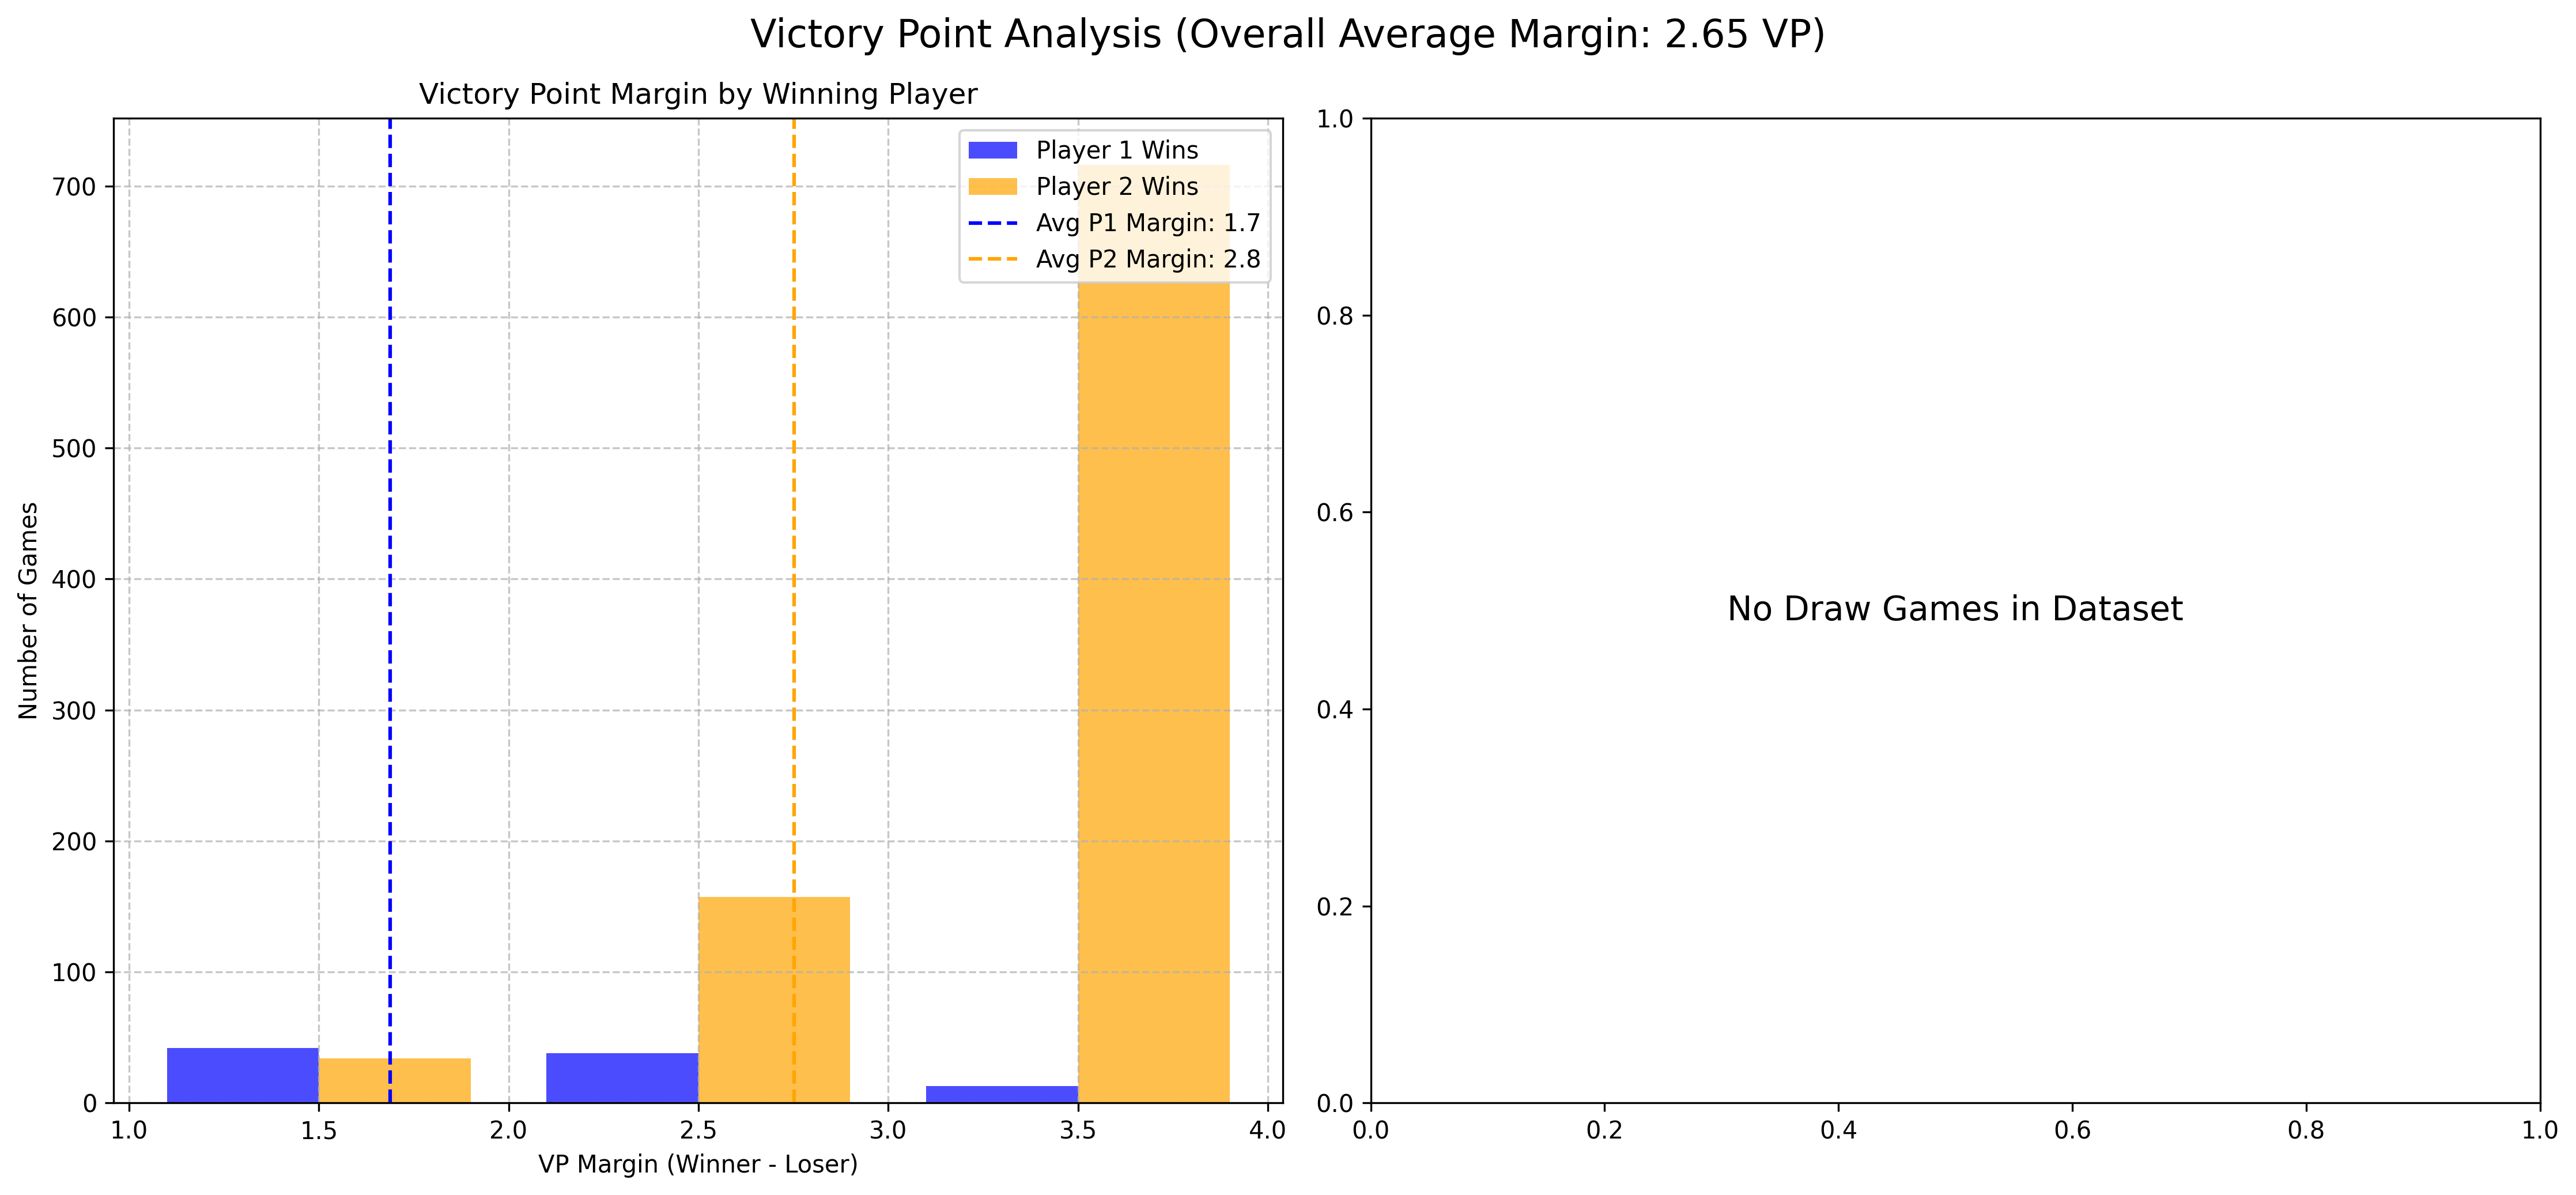 Victory Point Analysis (Overall Average Margin: 2.65 VP)
Victory Point Margin by Winning Player
Player 1 Wins
Player 2 Wins
Avg P1 Margin: 1.7
Avg P2 Margin: 2.8
Number of Games
700
600
500
400
300
200
100
0
1.0 1.5 2.0 2.5 3.0 3.5 4.0
VP Margin (Winner - Loser)
1.0
0.8
0.6
0.4
0.2
0.0
No Draw Games in Dataset
0.0 0.2 0.4 0.6 0.8 1.0